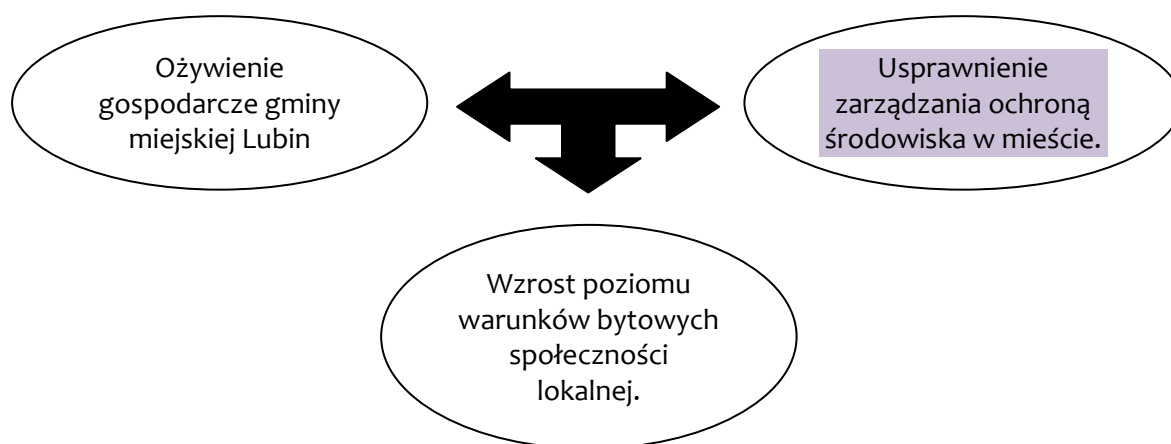 Ożywienie
gospodarcze gminy
miejskiej Lubin
Usprawnienie
zarządzania ochroną
środowiska w mieście.
Wzrost poziomu
warunków bytowych
społeczności
lokalnej.